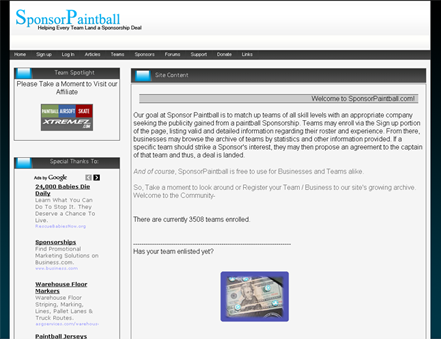 SponsorPaintball
Helping Every Team Land a Sponsorship Deal
Home Sign up Log In Articles Teams Sponsors Forums Support Donate Links
Team Spotlight
Please Take a Moment to Visit our
Affiliate
PAINTBALL AIRSOFT SKATE
XTREMEZ
Special Thanks To:
Ads by Google
24,000 Babies Die
Daily
Learn What You Can
Do To Stop It. They
Deserve a Chance To
Live.
Sponsorships
Find Promotional
Marketing Solutions on
Business.com.
www.business.com
Warehouse Floor
Markers
Warehouse Floor
Striping, Marking,
Lines, Pallet Lanes &
Truck Routes.
Paintball Jerseys
Site Content
Welcome to SponsorPaintball.com!
Our goal at Sponsor Paintball is to match up teams of all skill levels with an appropriate company
seeking the publicity gained from a paintball Sponsorship. Teams may enroll via the Sign up portion
of the page, listing valid and detailed information regarding their roster and experience. From there,
businesses may browse the archive of teams by statistics and other information provided. If a
specific team should strike a Sponsor's interest, they may then propose an agreement to the captain
of that team and thus, a deal is landed.
And of course, SponsorPaintball is free to use for Businesses and Teams alike.
So, Take a moment to look around or Register your Team / Business to our site's growing archive.
Welcome to the Community-
There are currently 3508 teams enrolled.
Has your team enlisted yet?